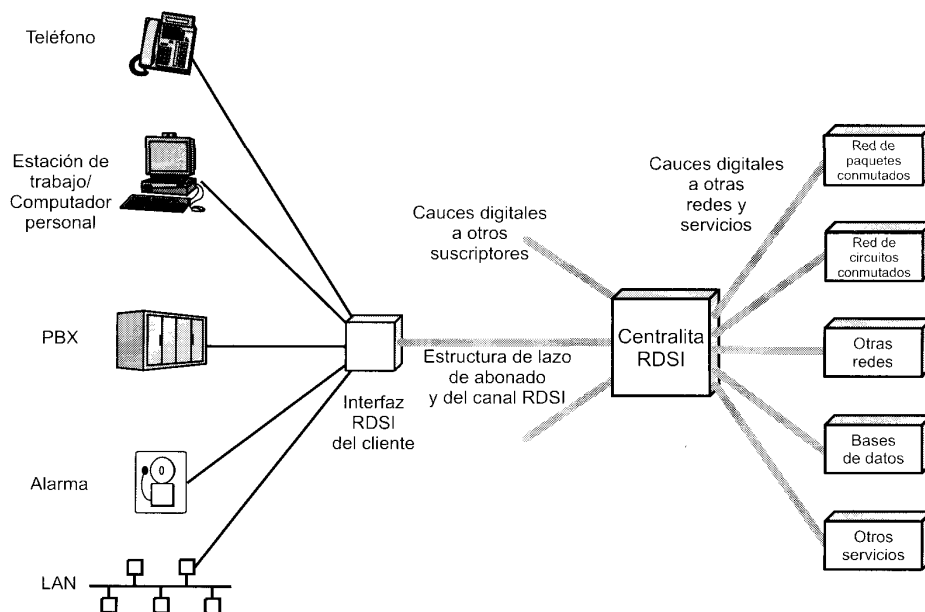 Teléfono
Estación de
trabajo/
Computador
personal
PBX
Alarma
LAN
Interfaz
RDSI
del cliente
Cauces digitales
a otros
suscriptores
Estructura de lazo
de abonado
y del canal RDSI
Centralita
RDSI
Cauces digitales
a otras
redes y
servicios
Red de
paquetes
conmutados
Red de
circuitos
conmutados
Otras
redes
Bases
de datos
Otros
servicios